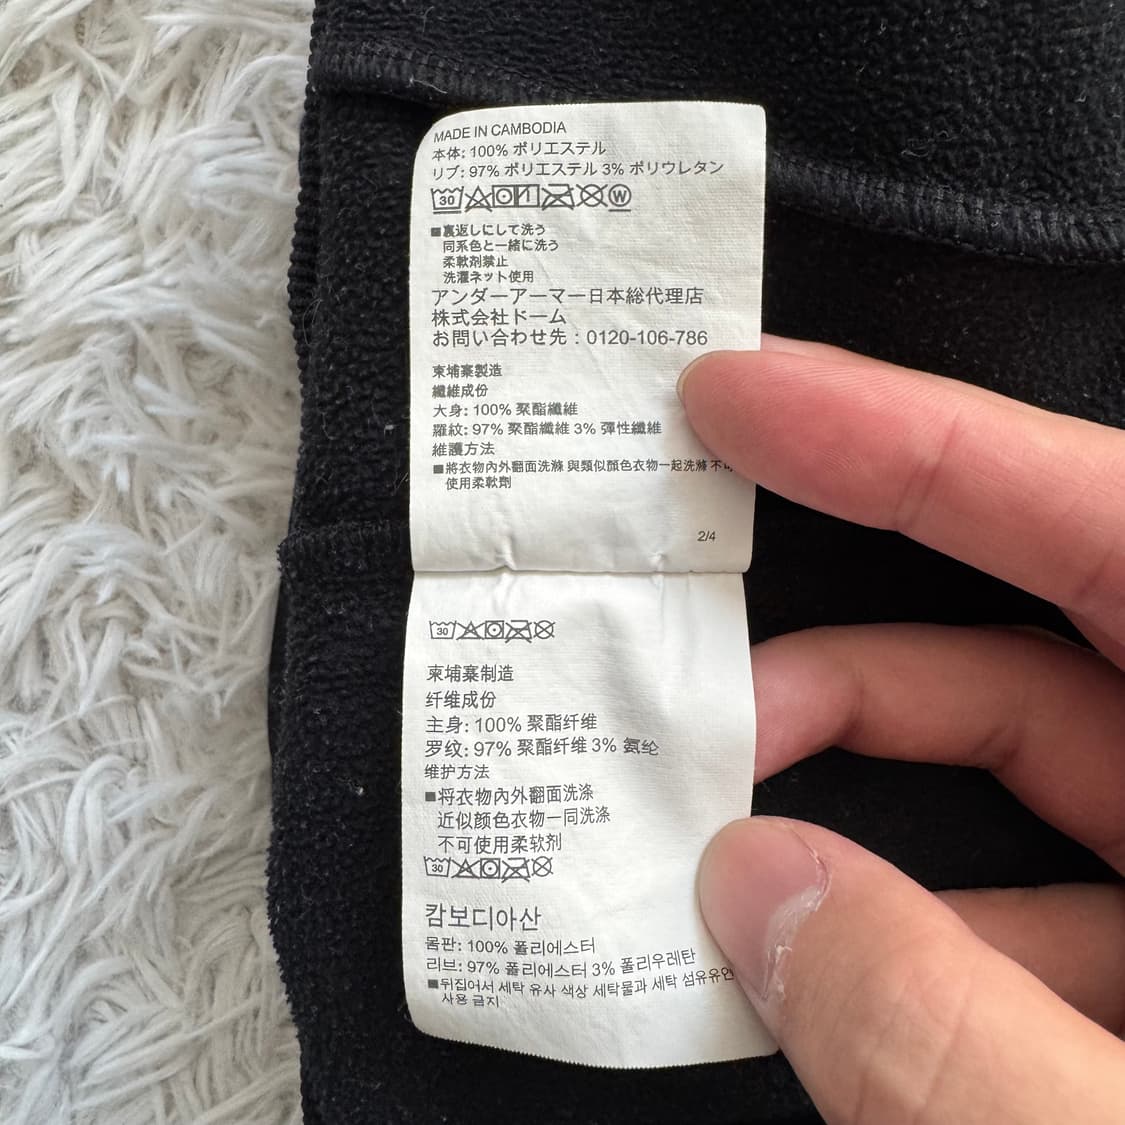 MADE IN CAMBODIA
本体: 100% ポリエステル
リブ: 97% ポリエステル 3% ポリウレタン
30 W
■裏返しにして洗う
同系色と一緒に洗う
柔軟剤禁止
洗濯ネット使用
アンダーアーマー日本総代理店
株式会社ドーム
お問い合わせ先：0120-106-786
柬埔寨製造
纖維成份
大身: 100% 聚酯纖維
羅紋: 97% 聚酯纖維 3% 彈性纖維
維護方法
■將衣物內外翻面洗滌 與類似顏色衣物一起洗滌 不可
使用柔軟劑
2/4
30
柬埔寨制造
纤维成份
主身: 100% 聚酯纤维
罗纹: 97% 聚酯纤维 3% 氨纶
维护方法
■将衣物內外翻面洗涤
近似颜色衣物一同洗涤
不可使用柔软剂
30
캄보디아산
몸판: 100% 폴리에스터
리브: 97% 폴리에스터 3% 폴리우레탄
■뒤집어서 세탁 유사 색상 세탁물과 세탁 섬유유연
사용 금지